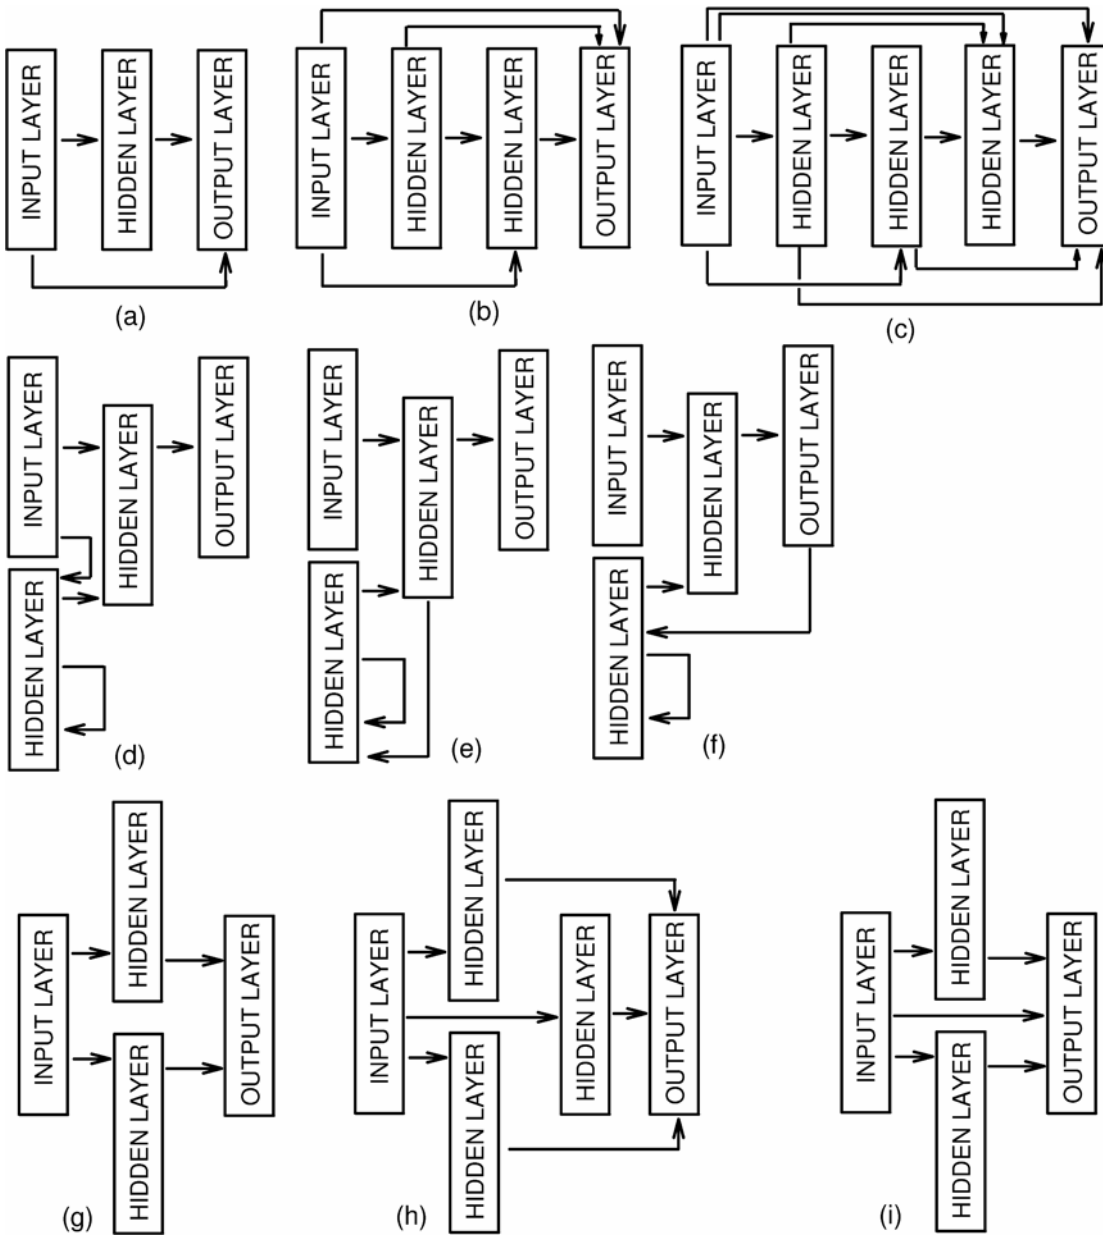 INPUT LAYER
HIDDEN LAYER
OUTPUT LAYER
(a)
INPUT LAYER
HIDDEN LAYER
HIDDEN LAYER
OUTPUT LAYER
(b)
INPUT LAYER
HIDDEN LAYER
HIDDEN LAYER
HIDDEN LAYER
OUTPUT LAYER
(c)
INPUT LAYER
HIDDEN LAYER
HIDDEN LAYER
OUTPUT LAYER
(d)
INPUT LAYER
HIDDEN LAYER
HIDDEN LAYER
OUTPUT LAYER
(e)
INPUT LAYER
HIDDEN LAYER
HIDDEN LAYER
OUTPUT LAYER
(f)
INPUT LAYER
HIDDEN LAYER
HIDDEN LAYER
OUTPUT LAYER
(g)
INPUT LAYER
HIDDEN LAYER
HIDDEN LAYER
HIDDEN LAYER
OUTPUT LAYER
(h)
INPUT LAYER
HIDDEN LAYER
HIDDEN LAYER
OUTPUT LAYER
(i)